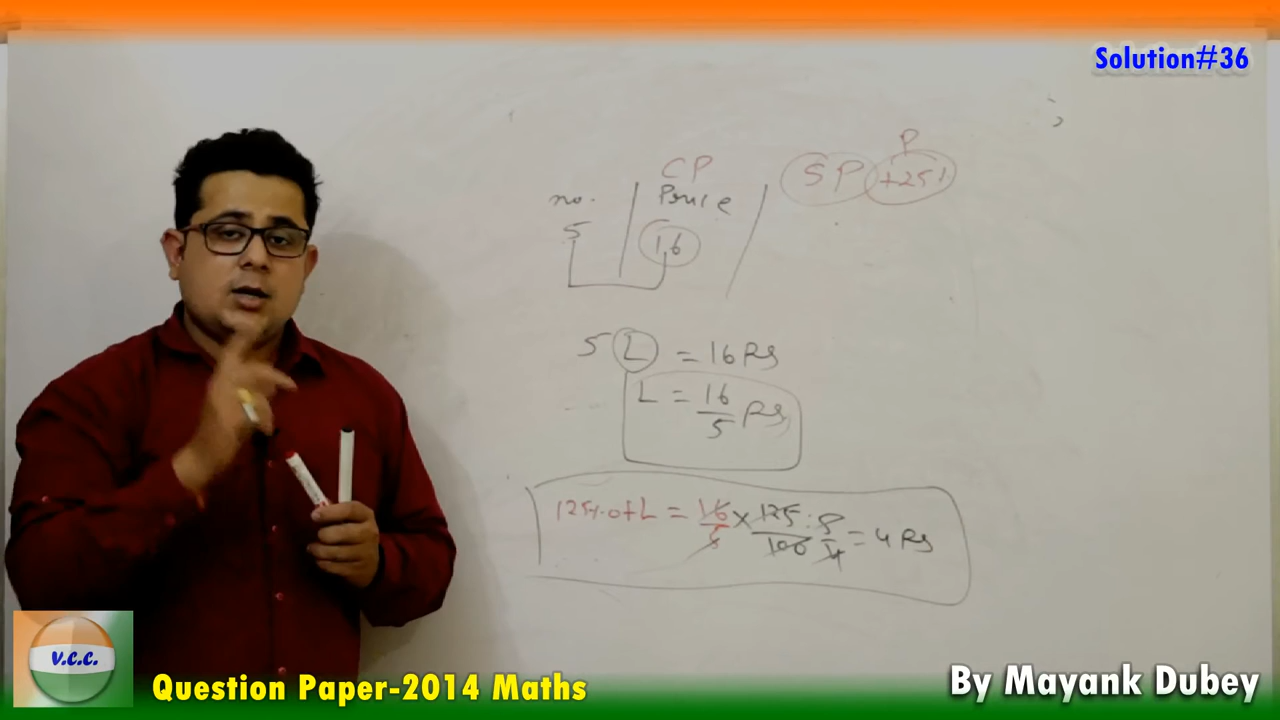 Solution#36
P
CP SP +25%
no. Price
5 16
5 L = 16 Rs
L = 16/5 Rs
125% of L = 16/5 × 125/100 5/4 = 4 Rs
V.C.C.
Question Paper-2014 Maths
By Mayank Dubey